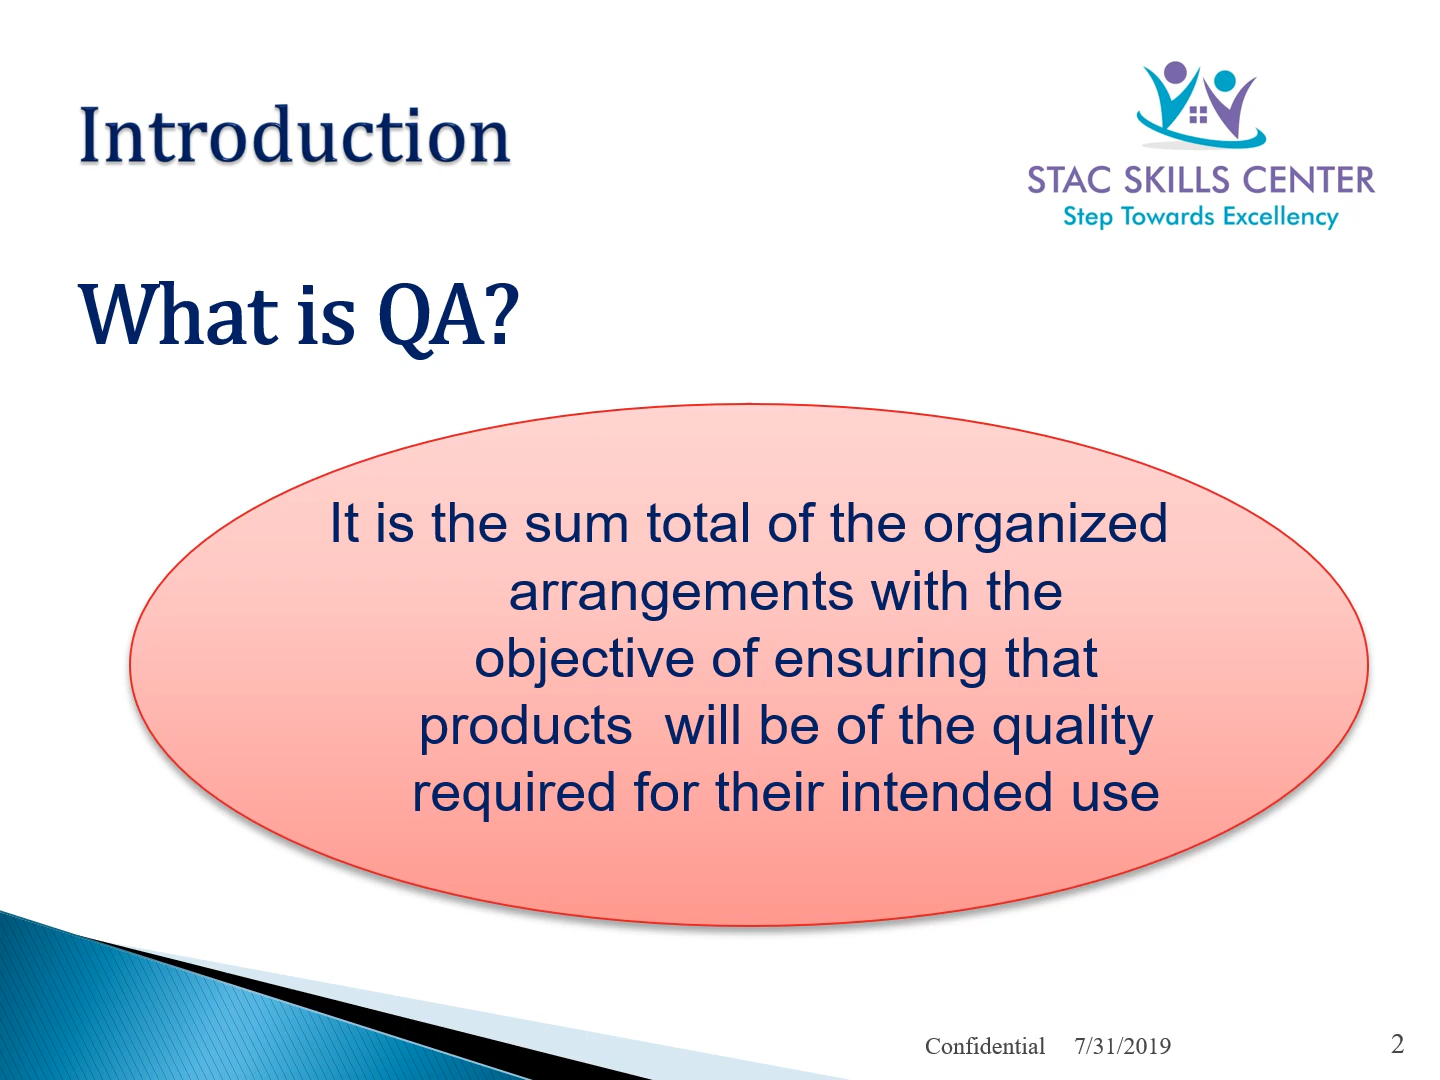 Introduction
STAC SKILLS CENTER
Step Towards Excellency
What is QA?
It is the sum total of the organized
arrangements with the
objective of ensuring that
products  will be of the quality
required for their intended use
Confidential 7/31/2019 2